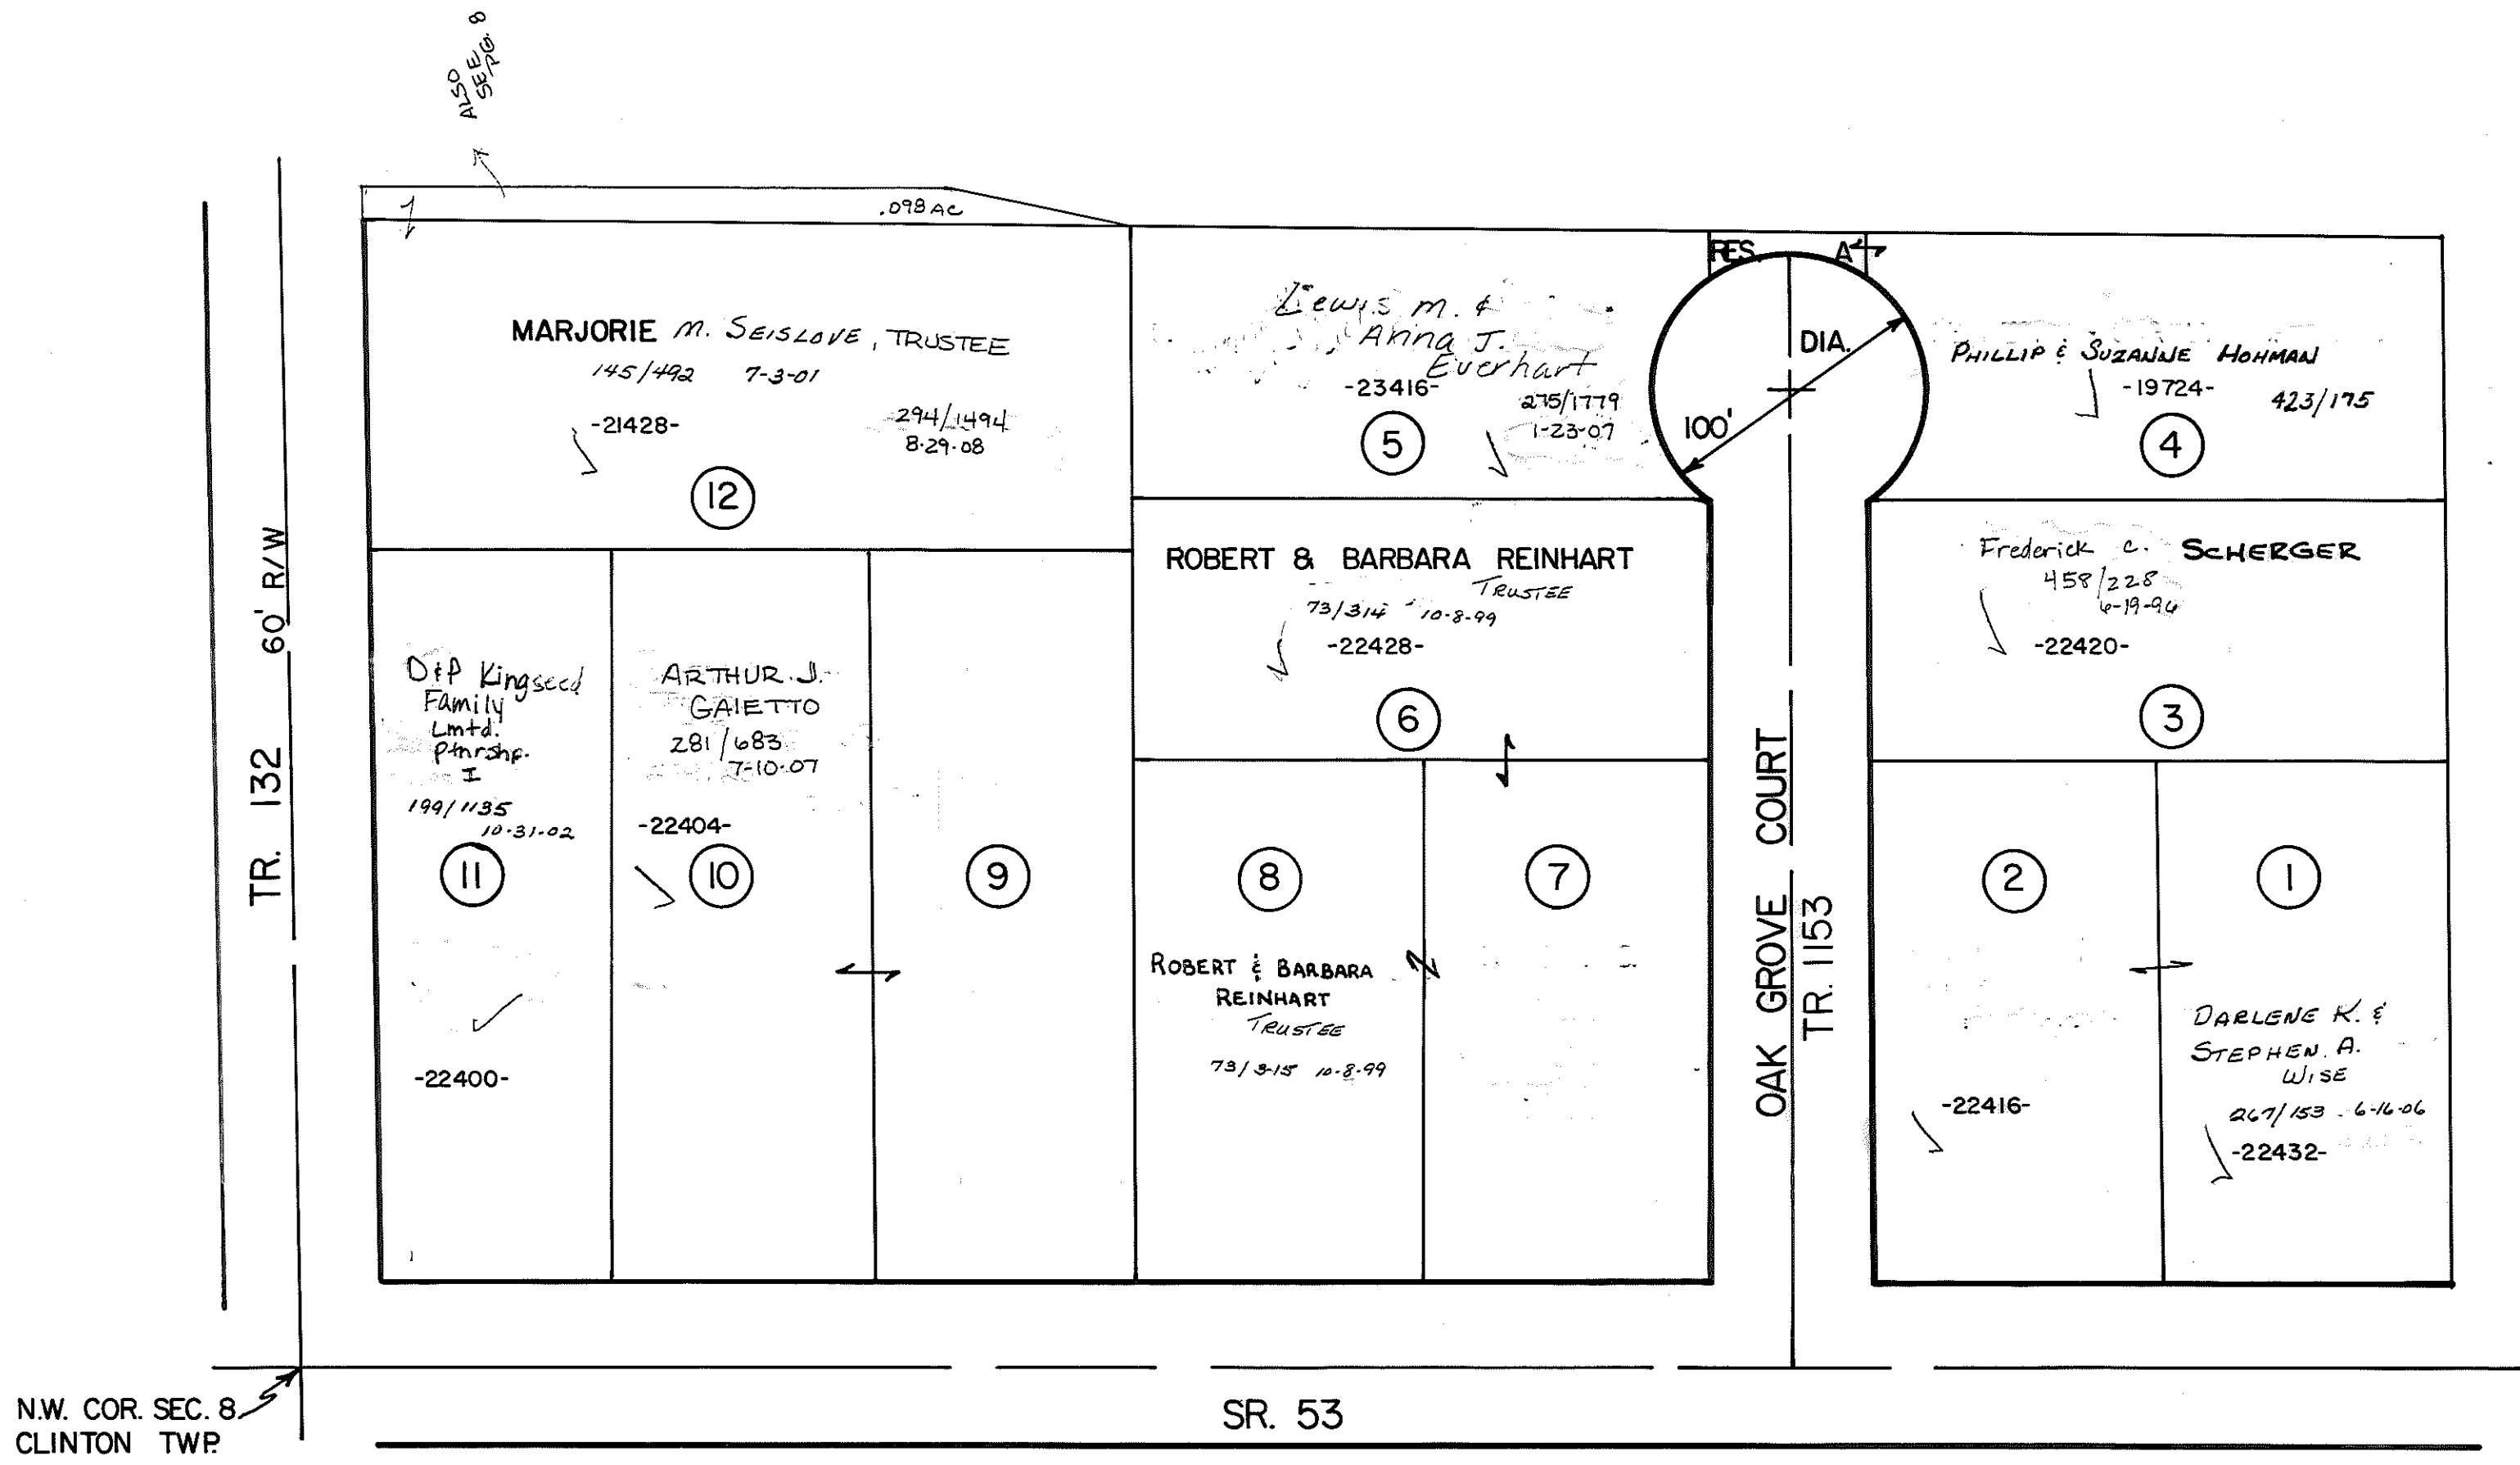 ALSO
SEE
PG. 8
.098 AC
RES. A
MARJORIE M. SEISLOVE, TRUSTEE
145/492 7-3-01
-21428-
294/1494
8-29-08
12
Lewis M. &
Anna J.
Everhart
-23416-
275/1779
1-23-07
5
DIA.
100'
PHILLIP & SUZANNE HOHMAN
-19724-
423/175
4
ROBERT & BARBARA REINHART
TRUSTEE
73/314 10-8-99
-22428-
6
Frederick C. SCHERGER
458/228
6-19-96
-22420-
3
TR. 132 60' R/W
D&P Kingseed
Family
Lmtd.
Ptnrshp.
I
199/1135
10-31-02
11
-22400-
ARTHUR J.
GAIETTO
281/683
7-10-07
-22404-
10
9
8
ROBERT & BARBARA
REINHART
TRUSTEE
73/315 10-8-99
7
OAK GROVE COURT
TR. 1153
2
-22416-
1
DARLENE K. &
STEPHEN. A.
WISE
267/153 6-16-06
-22432-
N.W. COR. SEC. 8
CLINTON TWP.
SR. 53